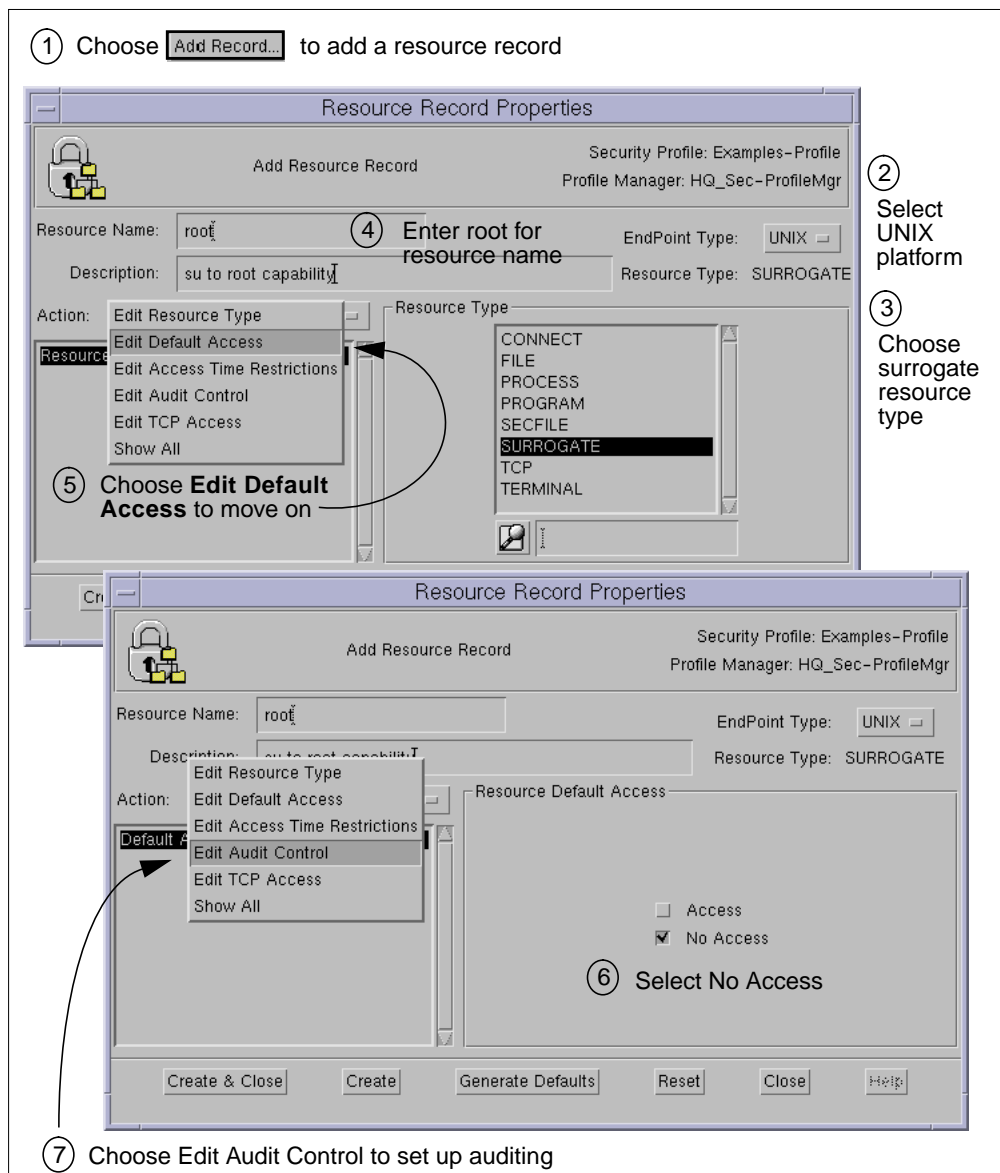 1 Choose Add Record... to add a resource record
Resource Record Properties
Add Resource Record
Security Profile: Examples-Profile
Profile Manager: HQ_Sec-ProfileMgr
2
Select
UNIX
platform
Resource Name: root
4 Enter root for
resource name
EndPoint Type: UNIX
Description: su to root capability
Resource Type: SURROGATE
3
Choose
surrogate
resource
type
Action:
Edit Resource Type
Edit Default Access
Edit Access Time Restrictions
Edit Audit Control
Edit TCP Access
Show All
Resource
5 Choose Edit Default
Access to move on
Resource Type
CONNECT
FILE
PROCESS
PROGRAM
SECFILE
SURROGATE
TCP
TERMINAL
Cr
Resource Record Properties
Add Resource Record
Security Profile: Examples-Profile
Profile Manager: HQ_Sec-ProfileMgr
Resource Name: root
EndPoint Type: UNIX
Description: su to root capability
Resource Type: SURROGATE
Action:
Edit Resource Type
Edit Default Access
Edit Access Time Restrictions
Edit Audit Control
Edit TCP Access
Show All
Default A
Resource Default Access
Access
No Access
6 Select No Access
Create & Close Create Generate Defaults Reset Close Help
7 Choose Edit Audit Control to set up auditing